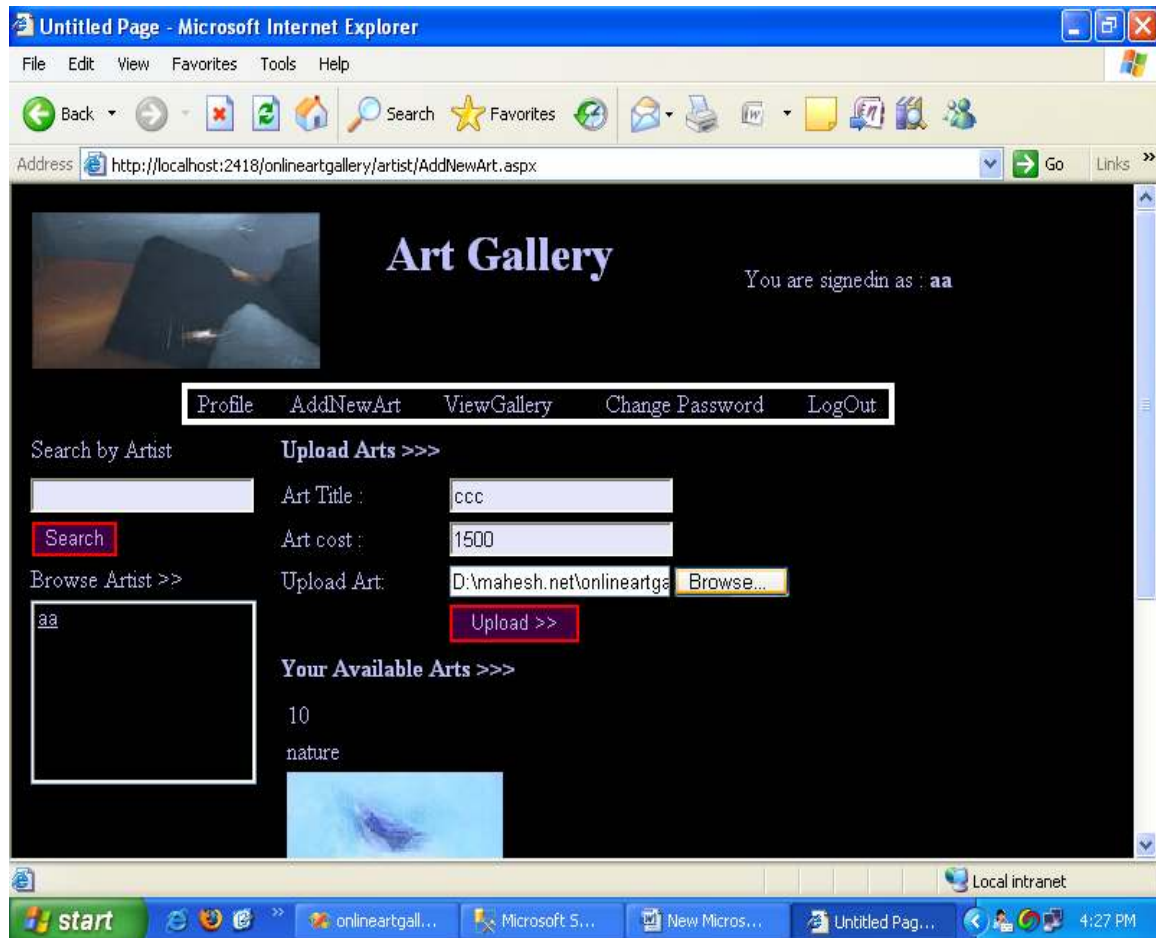 Untitled Page - Microsoft Internet Explorer
File Edit View Favorites Tools Help
Back Search Favorites
Address http://localhost:2418/onlineartgallery/artist/AddNewArt.aspx Go Links »
Art Gallery
You are signedin as : aa
Profile AddNewArt ViewGallery Change Password LogOut
Search by Artist
Search
Browse Artist >>
aa
Upload Arts >>>
Art Title : ccc
Art cost : 1500
Upload Art: D:\mahesh.net\onlineartga Browse...
Upload >>
Your Available Arts >>>
10
nature
Local intranet
start » onlineartgall... Microsoft S... New Micros... Untitled Pag... 4:27 PM